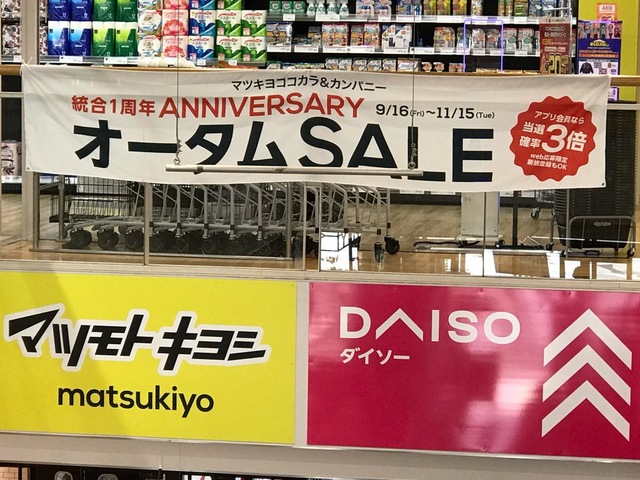 マツキヨココカラ&カンパニー
統合1周年 ANNIVERSARY 9/16(Fri)～11/15(Tue)
オータムSALE
アプリ会員なら
当選確率3倍
web応募限定
新規登録もOK
マツモトキヨシ
matsukiyo
DAISO
ダイソー
AED